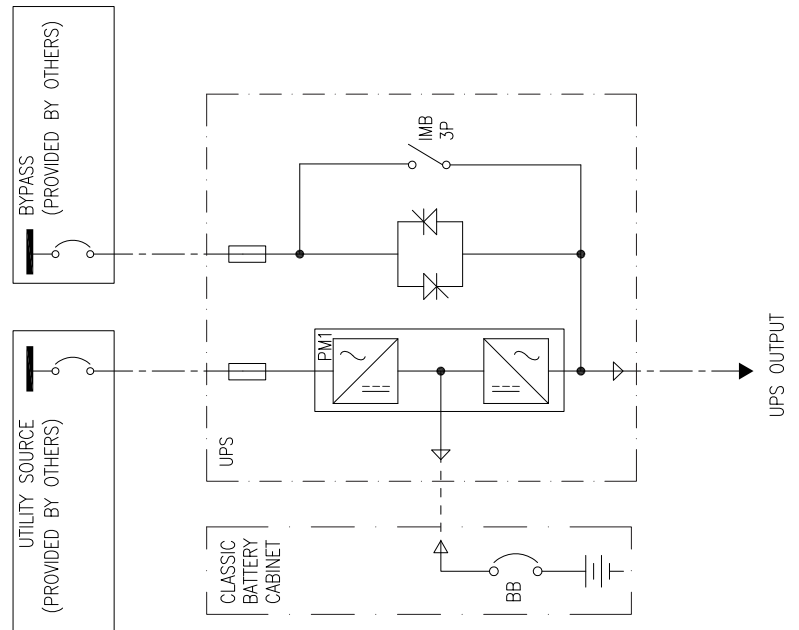 UTILITY SOURCE
(PROVIDED BY OTHERS)
BYPASS
(PROVIDED BY OTHERS)
UPS
PM1
IMB
3P
CLASSIC
BATTERY
CABINET
BB
UPS OUTPUT